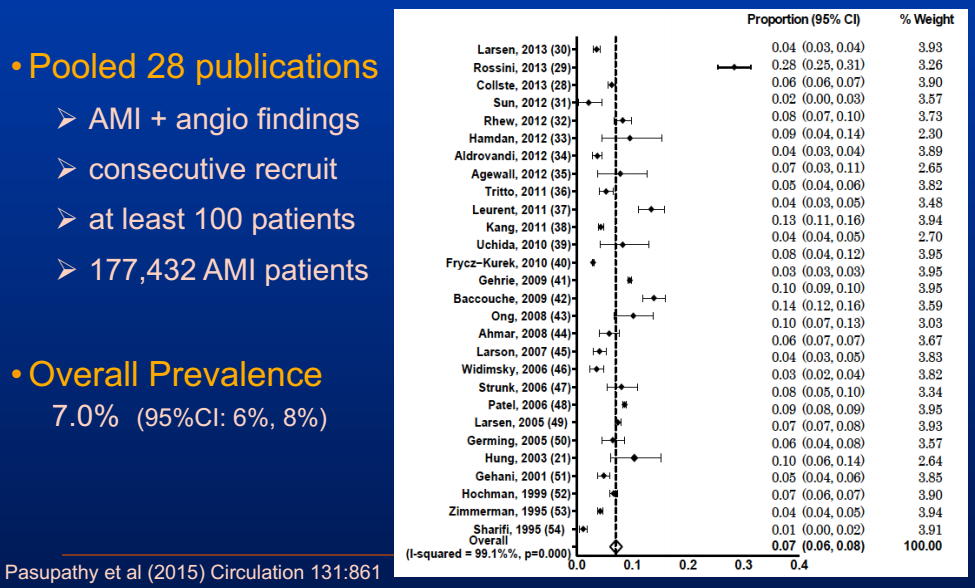 • Pooled 28 publications
➢ AMI + angio findings
➢ consecutive recruit
➢ at least 100 patients
➢ 177,432 AMI patients
• Overall Prevalence
7.0% (95%CI: 6%, 8%)
Pasupathy et al (2015) Circulation 131:861
Larsen, 2013 (30)
Rossini, 2013 (29)
Collste, 2013 (28)
Sun, 2012 (31)
Rhew, 2012 (32)
Hamdan, 2012 (33)
Aldrovandi, 2012 (34)
Agewall, 2012 (35)
Tritto, 2011 (36)
Leurent, 2011 (37)
Kang, 2011 (38)
Uchida, 2010 (39)
Frycz−Kurek, 2010 (40)
Gehrie, 2009 (41)
Baccouche, 2009 (42)
Ong, 2008 (43)
Ahmar, 2008 (44)
Larson, 2007 (45)
Widimsky, 2006 (46)
Strunk, 2006 (47)
Patel, 2006 (48)
Larsen, 2005 (49)
Germing, 2005 (50)
Hung, 2003 (21)
Gehani, 2001 (51)
Hochman, 1999 (52)
Zimmerman, 1995 (53)
Sharifi, 1995 (54)
Overall
(I-squared = 99.1%%, p=0.000)
0.0 0.1 0.2 0.3 0.4
Proportion (95% CI) % Weight
0.04 (0.03, 0.04) 3.93
0.28 (0.25, 0.31) 3.26
0.06 (0.06, 0.07) 3.90
0.02 (0.00, 0.03) 3.57
0.08 (0.07, 0.10) 3.73
0.09 (0.04, 0.14) 2.30
0.04 (0.03, 0.04) 3.89
0.07 (0.03, 0.11) 2.65
0.05 (0.04, 0.06) 3.82
0.04 (0.03, 0.05) 3.48
0.13 (0.11, 0.16) 3.94
0.04 (0.04, 0.05) 2.70
0.08 (0.04, 0.12) 3.95
0.03 (0.03, 0.03) 3.95
0.10 (0.09, 0.10) 3.95
0.14 (0.12, 0.16) 3.59
0.10 (0.07, 0.13) 3.03
0.06 (0.07, 0.07) 3.67
0.04 (0.03, 0.05) 3.83
0.03 (0.02, 0.04) 3.82
0.08 (0.05, 0.10) 3.34
0.09 (0.08, 0.09) 3.95
0.07 (0.07, 0.08) 3.93
0.06 (0.04, 0.08) 3.57
0.10 (0.06, 0.14) 2.64
0.05 (0.04, 0.06) 3.85
0.07 (0.06, 0.07) 3.90
0.04 (0.04, 0.05) 3.94
0.01 (0.00, 0.02) 3.91
0.07 (0.06, 0.08) 100.00